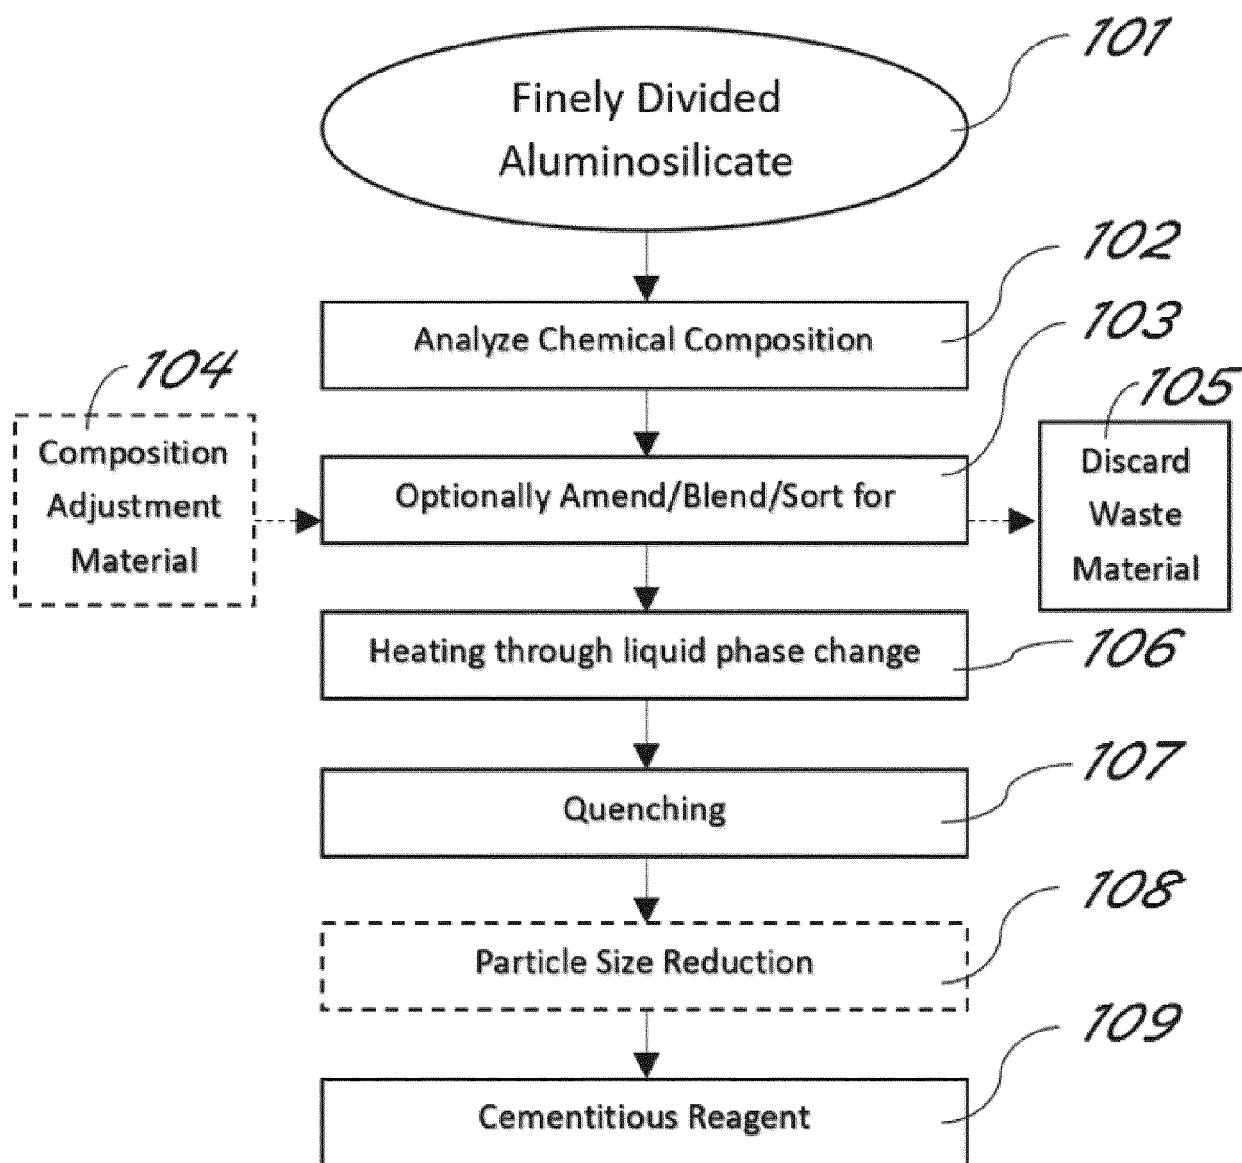 101
Finely Divided
Aluminosilicate
102
Analyze Chemical Composition
103
104
105
Composition
Adjustment
Material
Optionally Amend/Blend/Sort for
Discard
Waste
Material
106
Heating through liquid phase change
107
Quenching
108
Particle Size Reduction
109
Cementitious Reagent